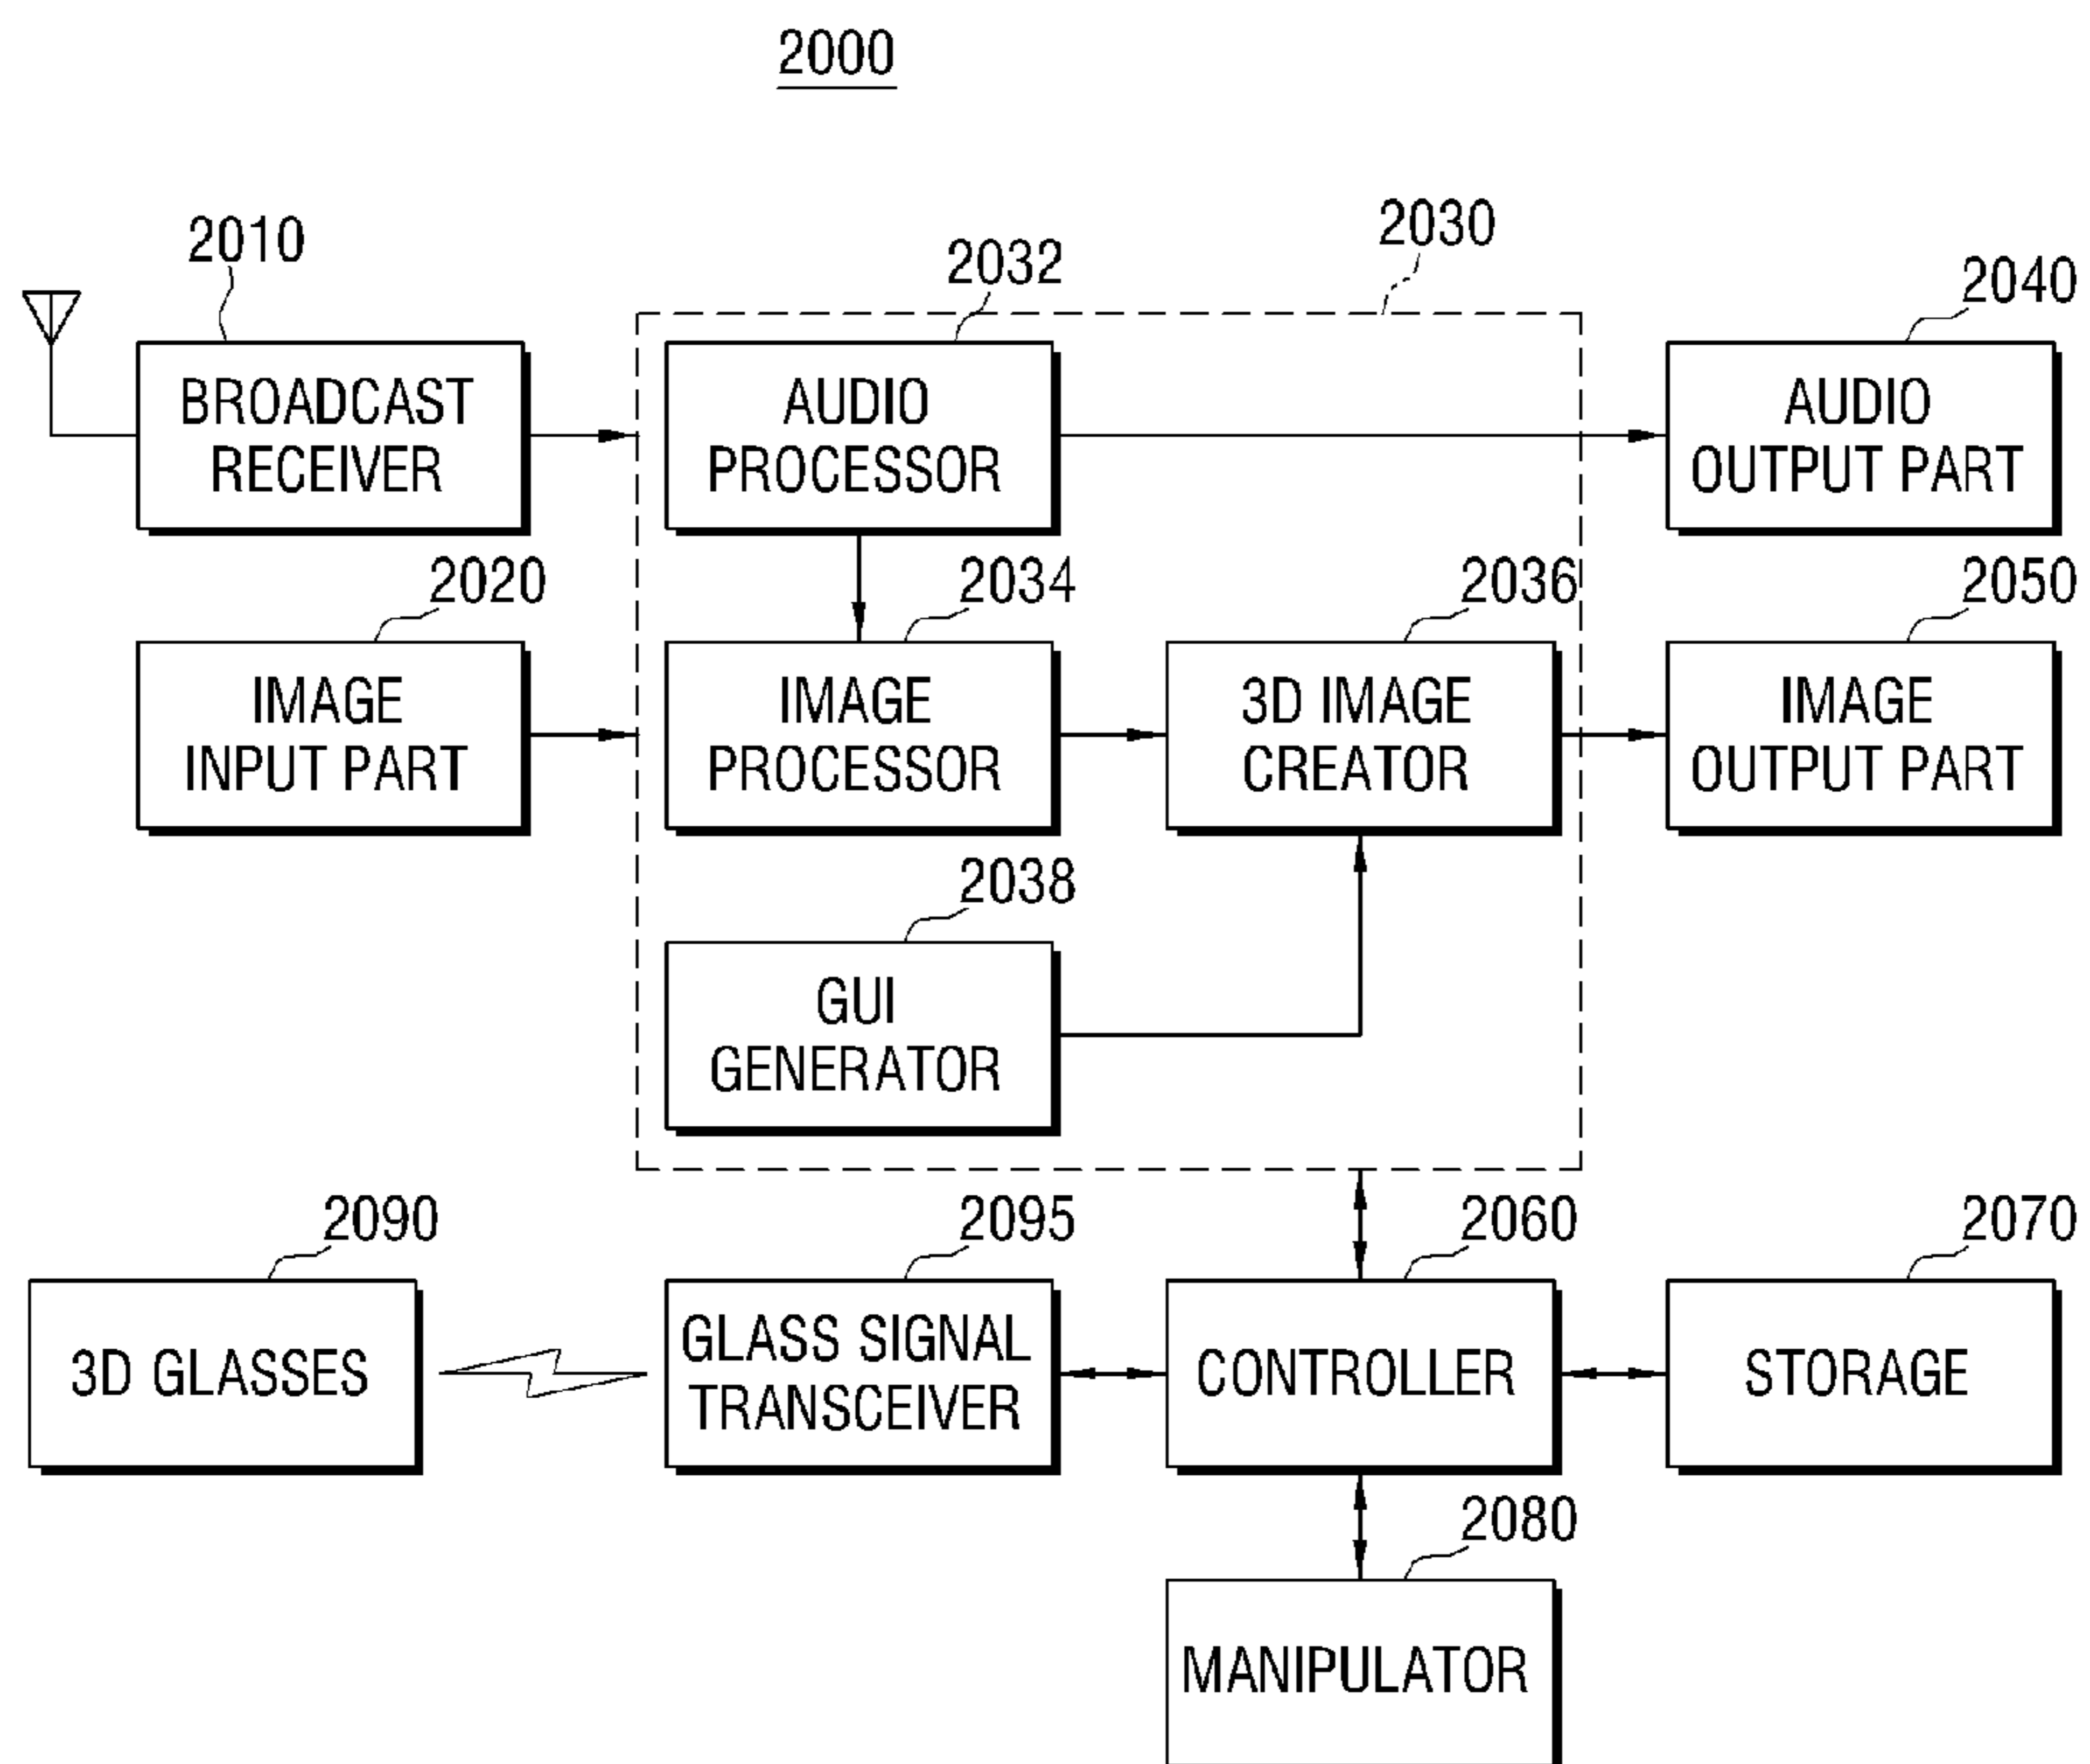 2000
2010
2032
2030
2040
BROADCAST
RECEIVER
AUDIO
PROCESSOR
AUDIO
OUTPUT PART
2020
2034
2036
2050
IMAGE
INPUT PART
IMAGE
PROCESSOR
3D IMAGE
CREATOR
IMAGE
OUTPUT PART
2038
GUI
GENERATOR
2090
2095
2060
2070
3D GLASSES
GLASS SIGNAL
TRANSCEIVER
CONTROLLER
STORAGE
2080
MANIPULATOR